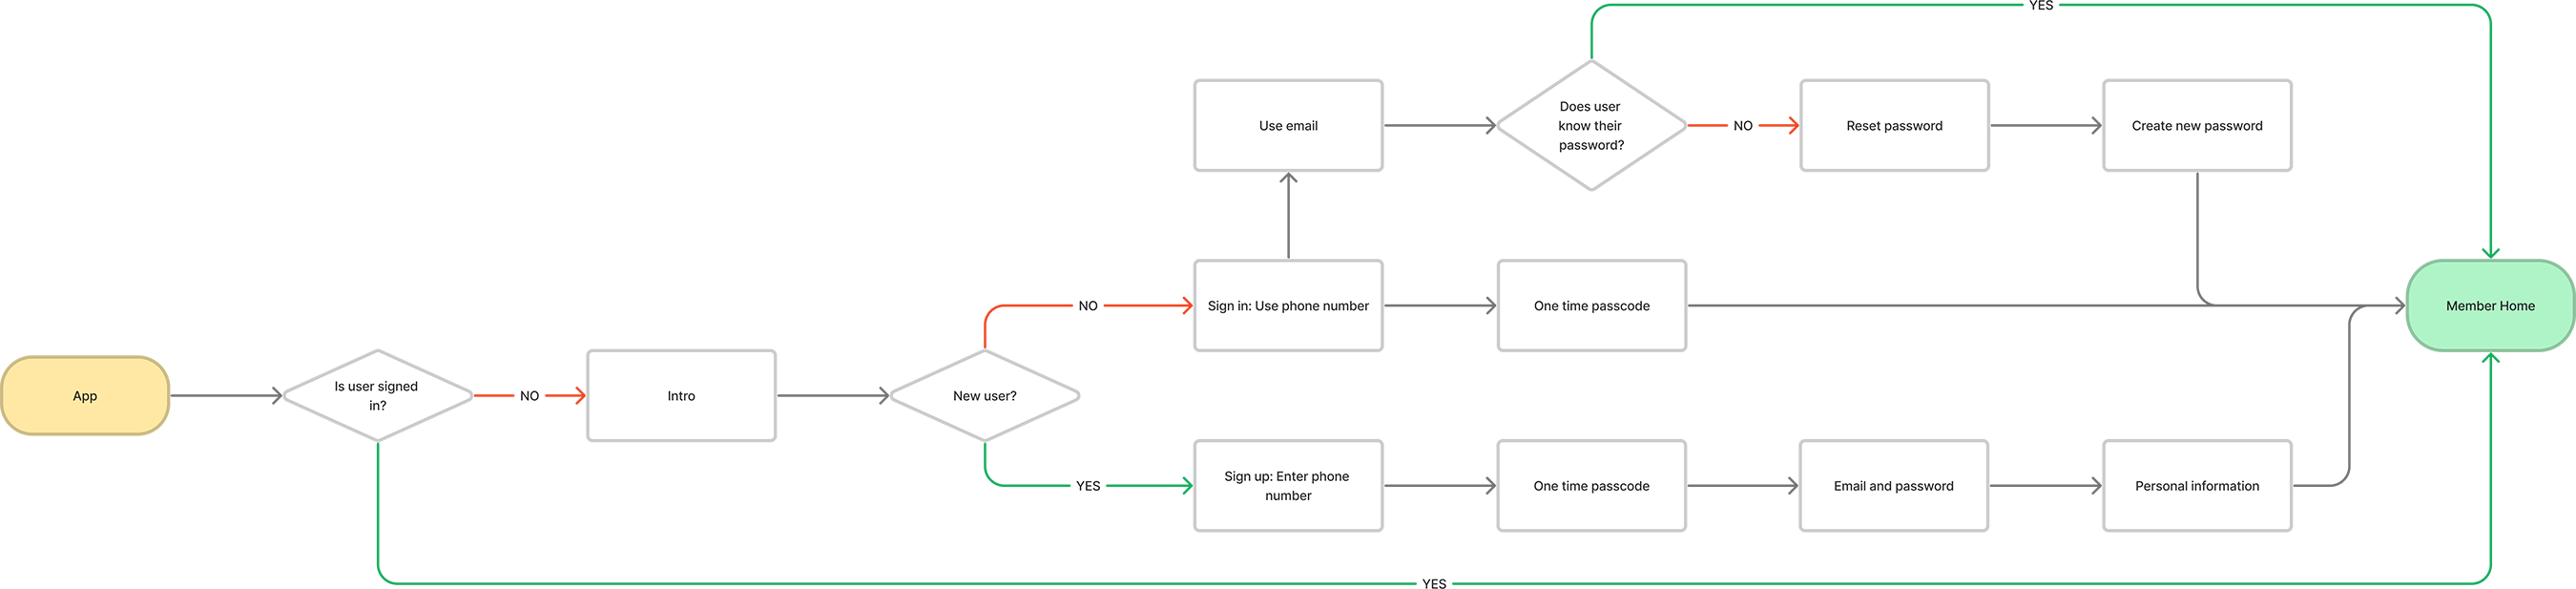 YES
Use email
Does user
know their
password?
NO
Reset password
Create new password
NO
Sign in: Use phone number
One time passcode
Member Home
App
Is user signed
in?
NO
Intro
New user?
YES
Sign up: Enter phone
number
One time passcode
Email and password
Personal information
YES